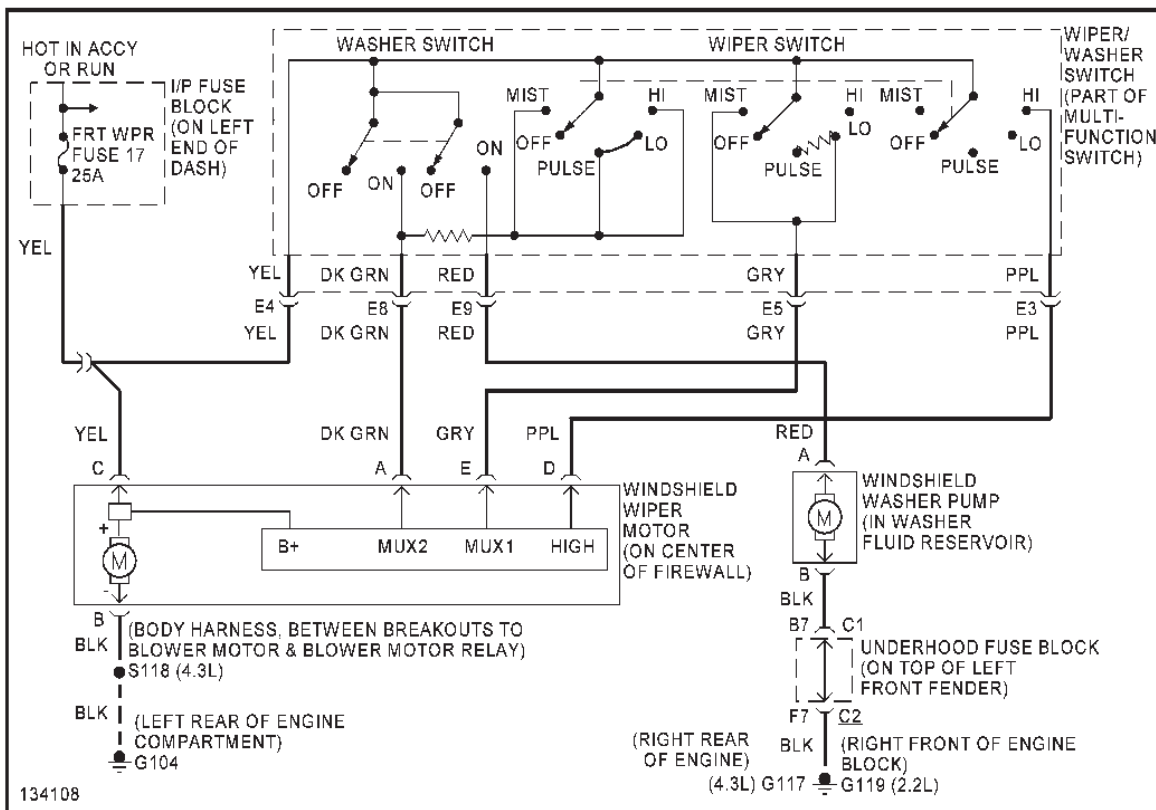 HOT IN ACCY
OR RUN
I/P FUSE
BLOCK
(ON LEFT
END OF
DASH)
FRT WPR
FUSE 17
25A
WASHER SWITCH
WIPER SWITCH
WIPER/
WASHER
SWITCH
(PART OF
MULTI-
FUNCTION
SWITCH)
OFF
ON
OFF
ON
MIST
OFF
PULSE
LO
HI
MIST
OFF
PULSE
LO
HI
MIST
OFF
PULSE
LO
HI
YEL
YEL
DK GRN
RED
GRY
PPL
E4
E8
E9
E5
E3
YEL
DK GRN
RED
GRY
PPL
YEL
DK GRN
GRY
PPL
RED
C
A
E
D
A
+
M
-
B+
MUX2
MUX1
HIGH
WINDSHIELD
WIPER
MOTOR
(ON CENTER
OF FIREWALL)
M
WINDSHIELD
WASHER PUMP
(IN WASHER
FLUID RESERVOIR)
B
BLK
(BODY HARNESS, BETWEEN BREAKOUTS TO
BLOWER MOTOR & BLOWER MOTOR RELAY)
S118 (4.3L)
BLK
(LEFT REAR OF ENGINE
COMPARTMENT)
G104
B
BLK
B7
C1
UNDERHOOD FUSE BLOCK
(ON TOP OF LEFT
FRONT FENDER)
F7
C2
BLK
(RIGHT REAR
OF ENGINE)
(4.3L) G117
(RIGHT FRONT OF ENGINE
BLOCK)
G119 (2.2L)
134108